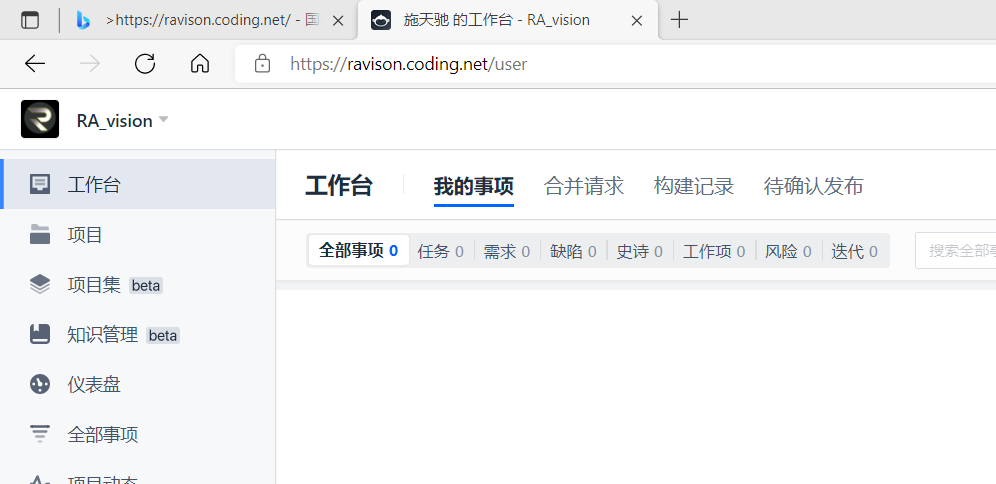 >https://ravison.coding.net/ - 国
施天驰 的工作台 - RA_vision
https://ravison.coding.net/user
RA_vision
工作台
项目
项目集 beta
知识管理 beta
仪表盘
全部事项
项目动态
工作台 我的事项 合并请求 构建记录 待确认发布
全部事项 0 任务 0 需求 0 缺陷 0 史诗 0 工作项 0 风险 0 迭代 0
搜索全部事